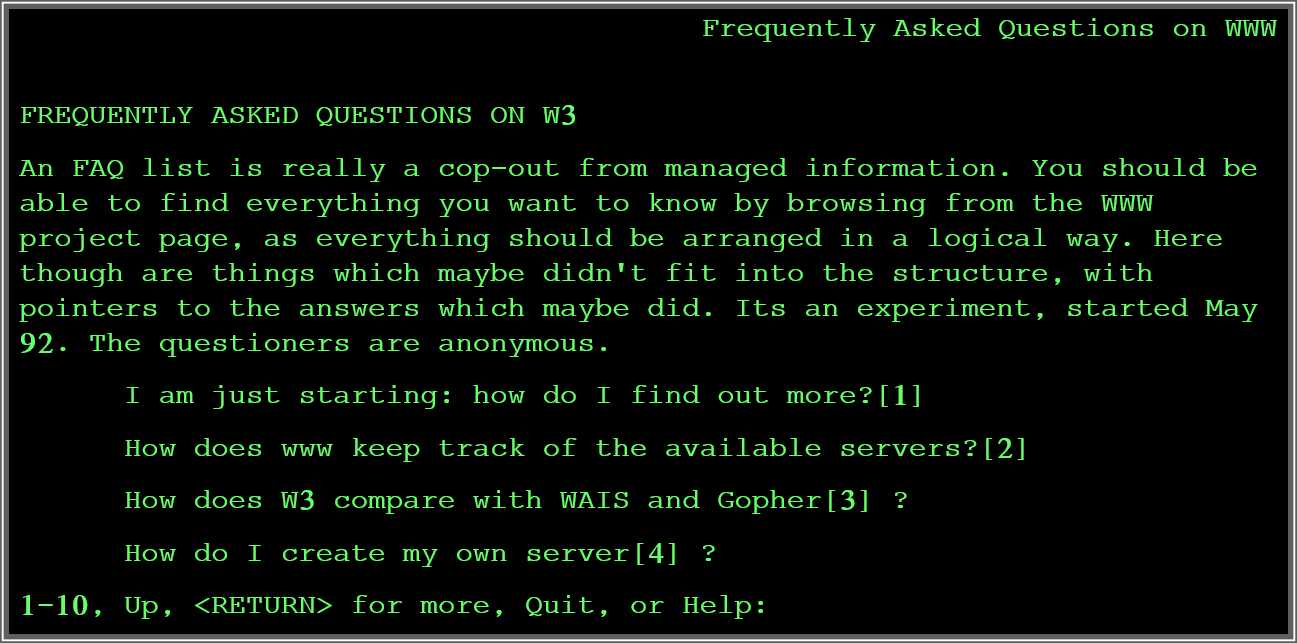 Frequently Asked Questions on WWW
FREQUENTLY ASKED QUESTIONS ON W3
An FAQ list is really a cop-out from managed information. You should be
able to find everything you want to know by browsing from the WWW
project page, as everything should be arranged in a logical way. Here
though are things which maybe didn't fit into the structure, with
pointers to the answers which maybe did. Its an experiment, started May
92. The questioners are anonymous.
I am just starting: how do I find out more?[1]
How does www keep track of the available servers?[2]
How does W3 compare with WAIS and Gopher[3] ?
How do I create my own server[4] ?
1-10, Up, <RETURN> for more, Quit, or Help: